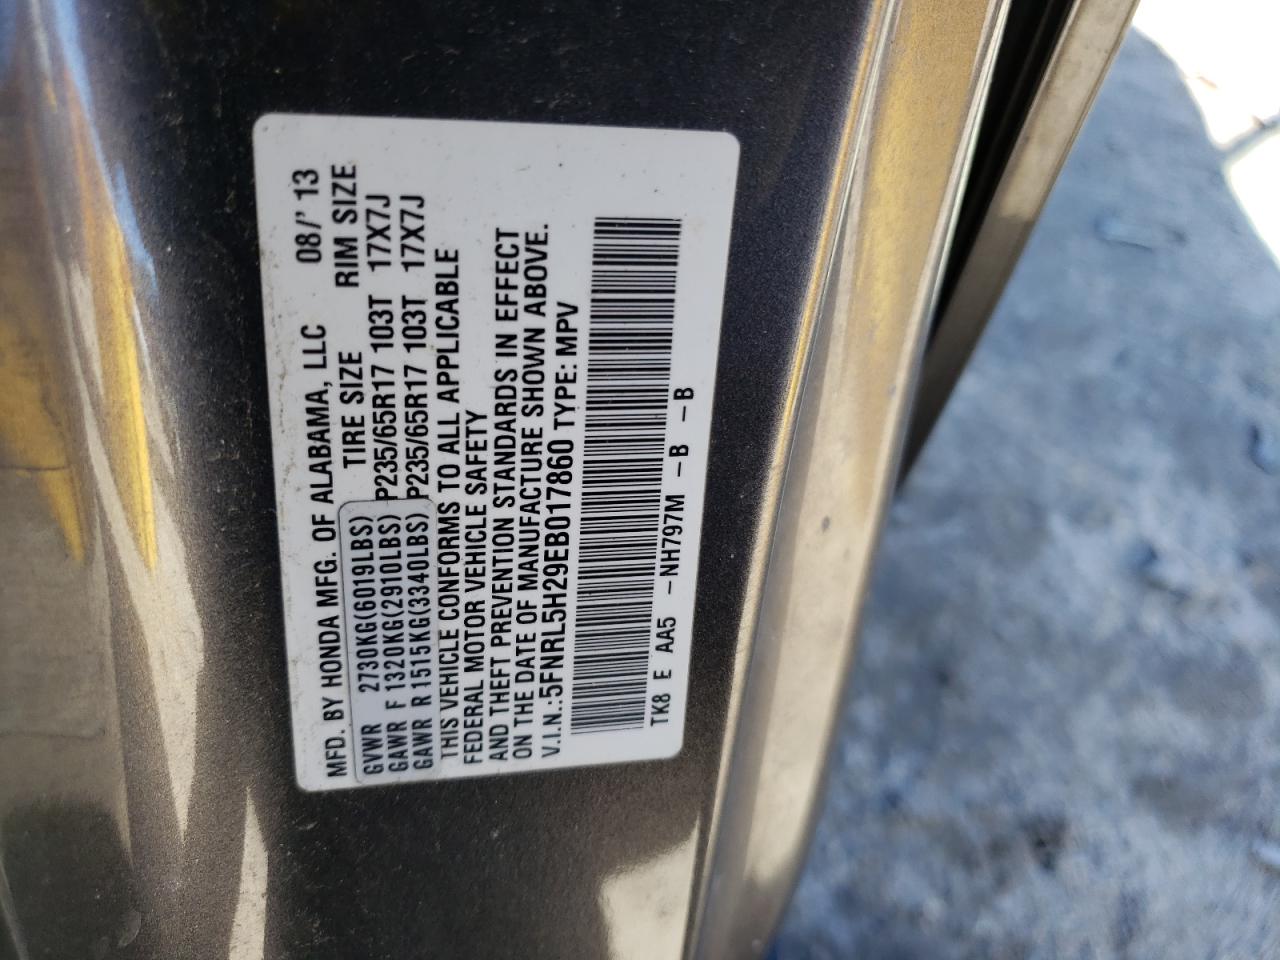 MFD. BY HONDA MFG. OF ALABAMA, LLC 08/' 13
TIRE SIZE RIM SIZE
GVWR 2730KG(6019LBS)
GAWR F 1320KG(2910LBS) P235/65R17 103T 17X7J
GAWR R 1515KG(3340LBS) P235/65R17 103T 17X7J
THIS VEHICLE CONFORMS TO ALL APPLICABLE
FEDERAL MOTOR VEHICLE SAFETY
AND THEFT PREVENTION STANDARDS IN EFFECT
ON THE DATE OF MANUFACTURE SHOWN ABOVE.
V.I.N.:5FNRL5H29EB017860 TYPE: MPV
TK8 E AA5 -NH797M -B -B